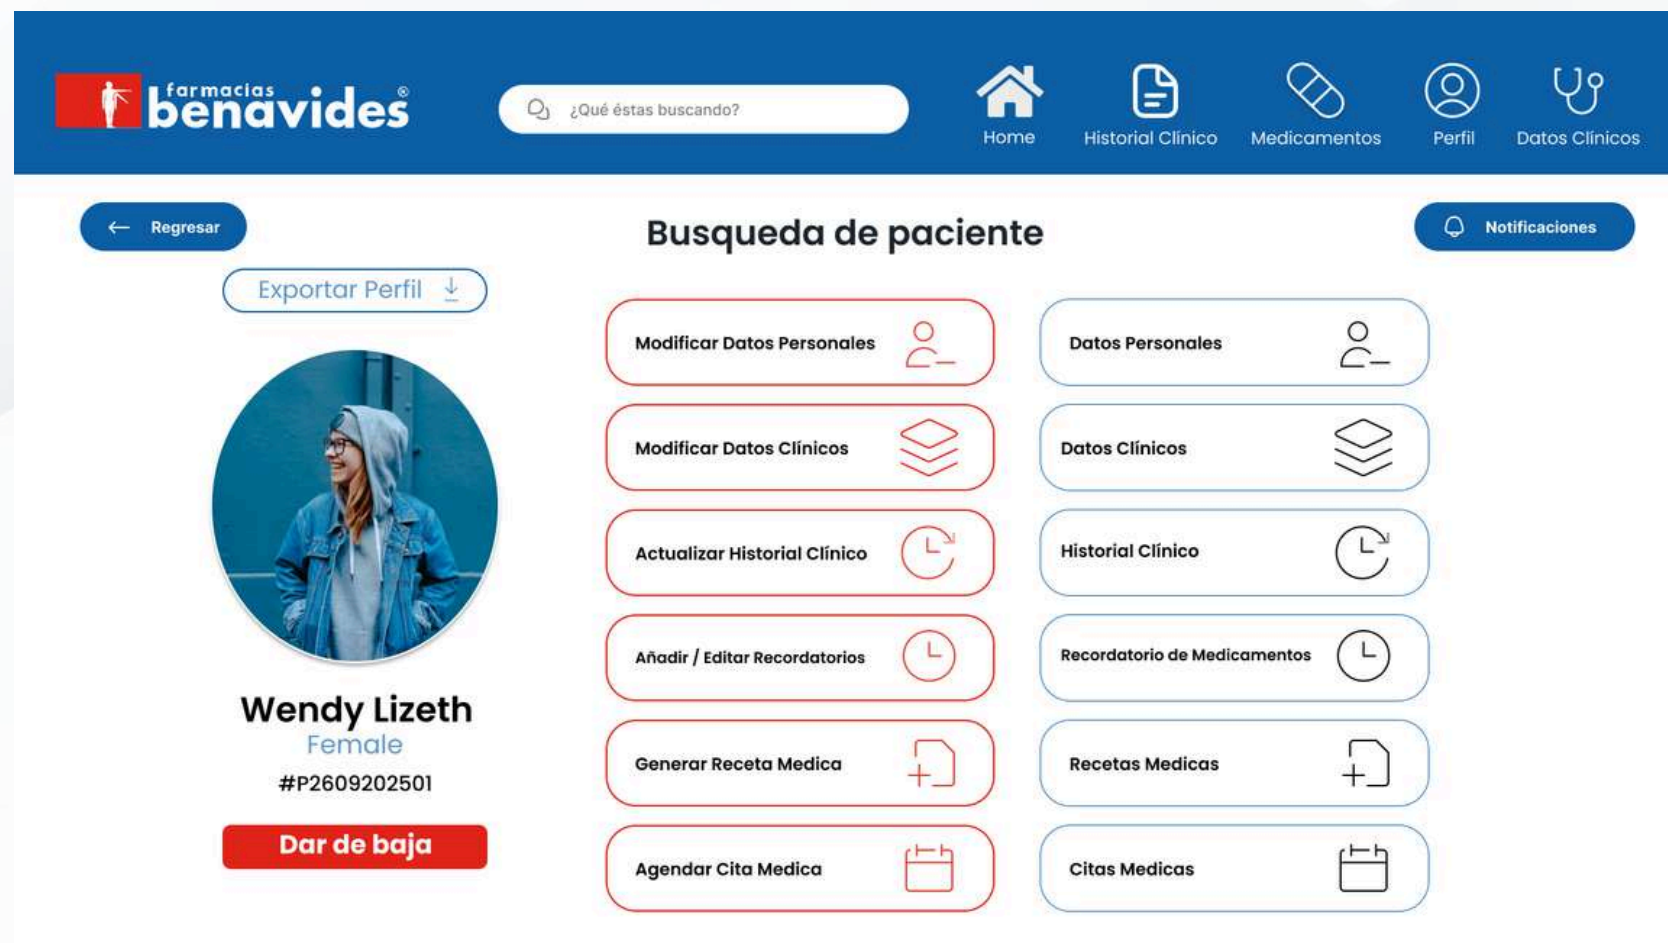 farmacias
benavides®
¿Qué éstas buscando?
Home
Historial Clínico
Medicamentos
Perfil
Datos Clínicos
Regresar
Busqueda de paciente
Notificaciones
Exportar Perfil
Modificar Datos Personales
Datos Personales
Modificar Datos Clínicos
Datos Clínicos
Actualizar Historial Clínico
Historial Clínico
Añadir / Editar Recordatorios
Recordatorio de Medicamentos
Wendy Lizeth
Female
#P2609202501
Generar Receta Medica
Recetas Medicas
Dar de baja
Agendar Cita Medica
Citas Medicas